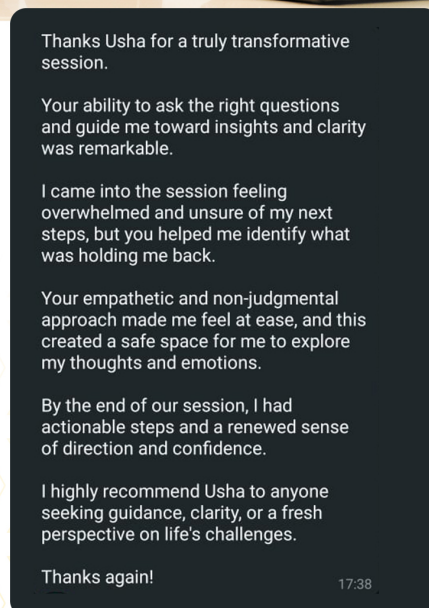 Thanks Usha for a truly transformative
session.
Your ability to ask the right questions
and guide me toward insights and clarity
was remarkable.
I came into the session feeling
overwhelmed and unsure of my next
steps, but you helped me identify what
was holding me back.
Your empathetic and non-judgmental
approach made me feel at ease, and this
created a safe space for me to explore
my thoughts and emotions.
By the end of our session, I had
actionable steps and a renewed sense
of direction and confidence.
I highly recommend Usha to anyone
seeking guidance, clarity, or a fresh
perspective on life's challenges.
Thanks again!
17:38